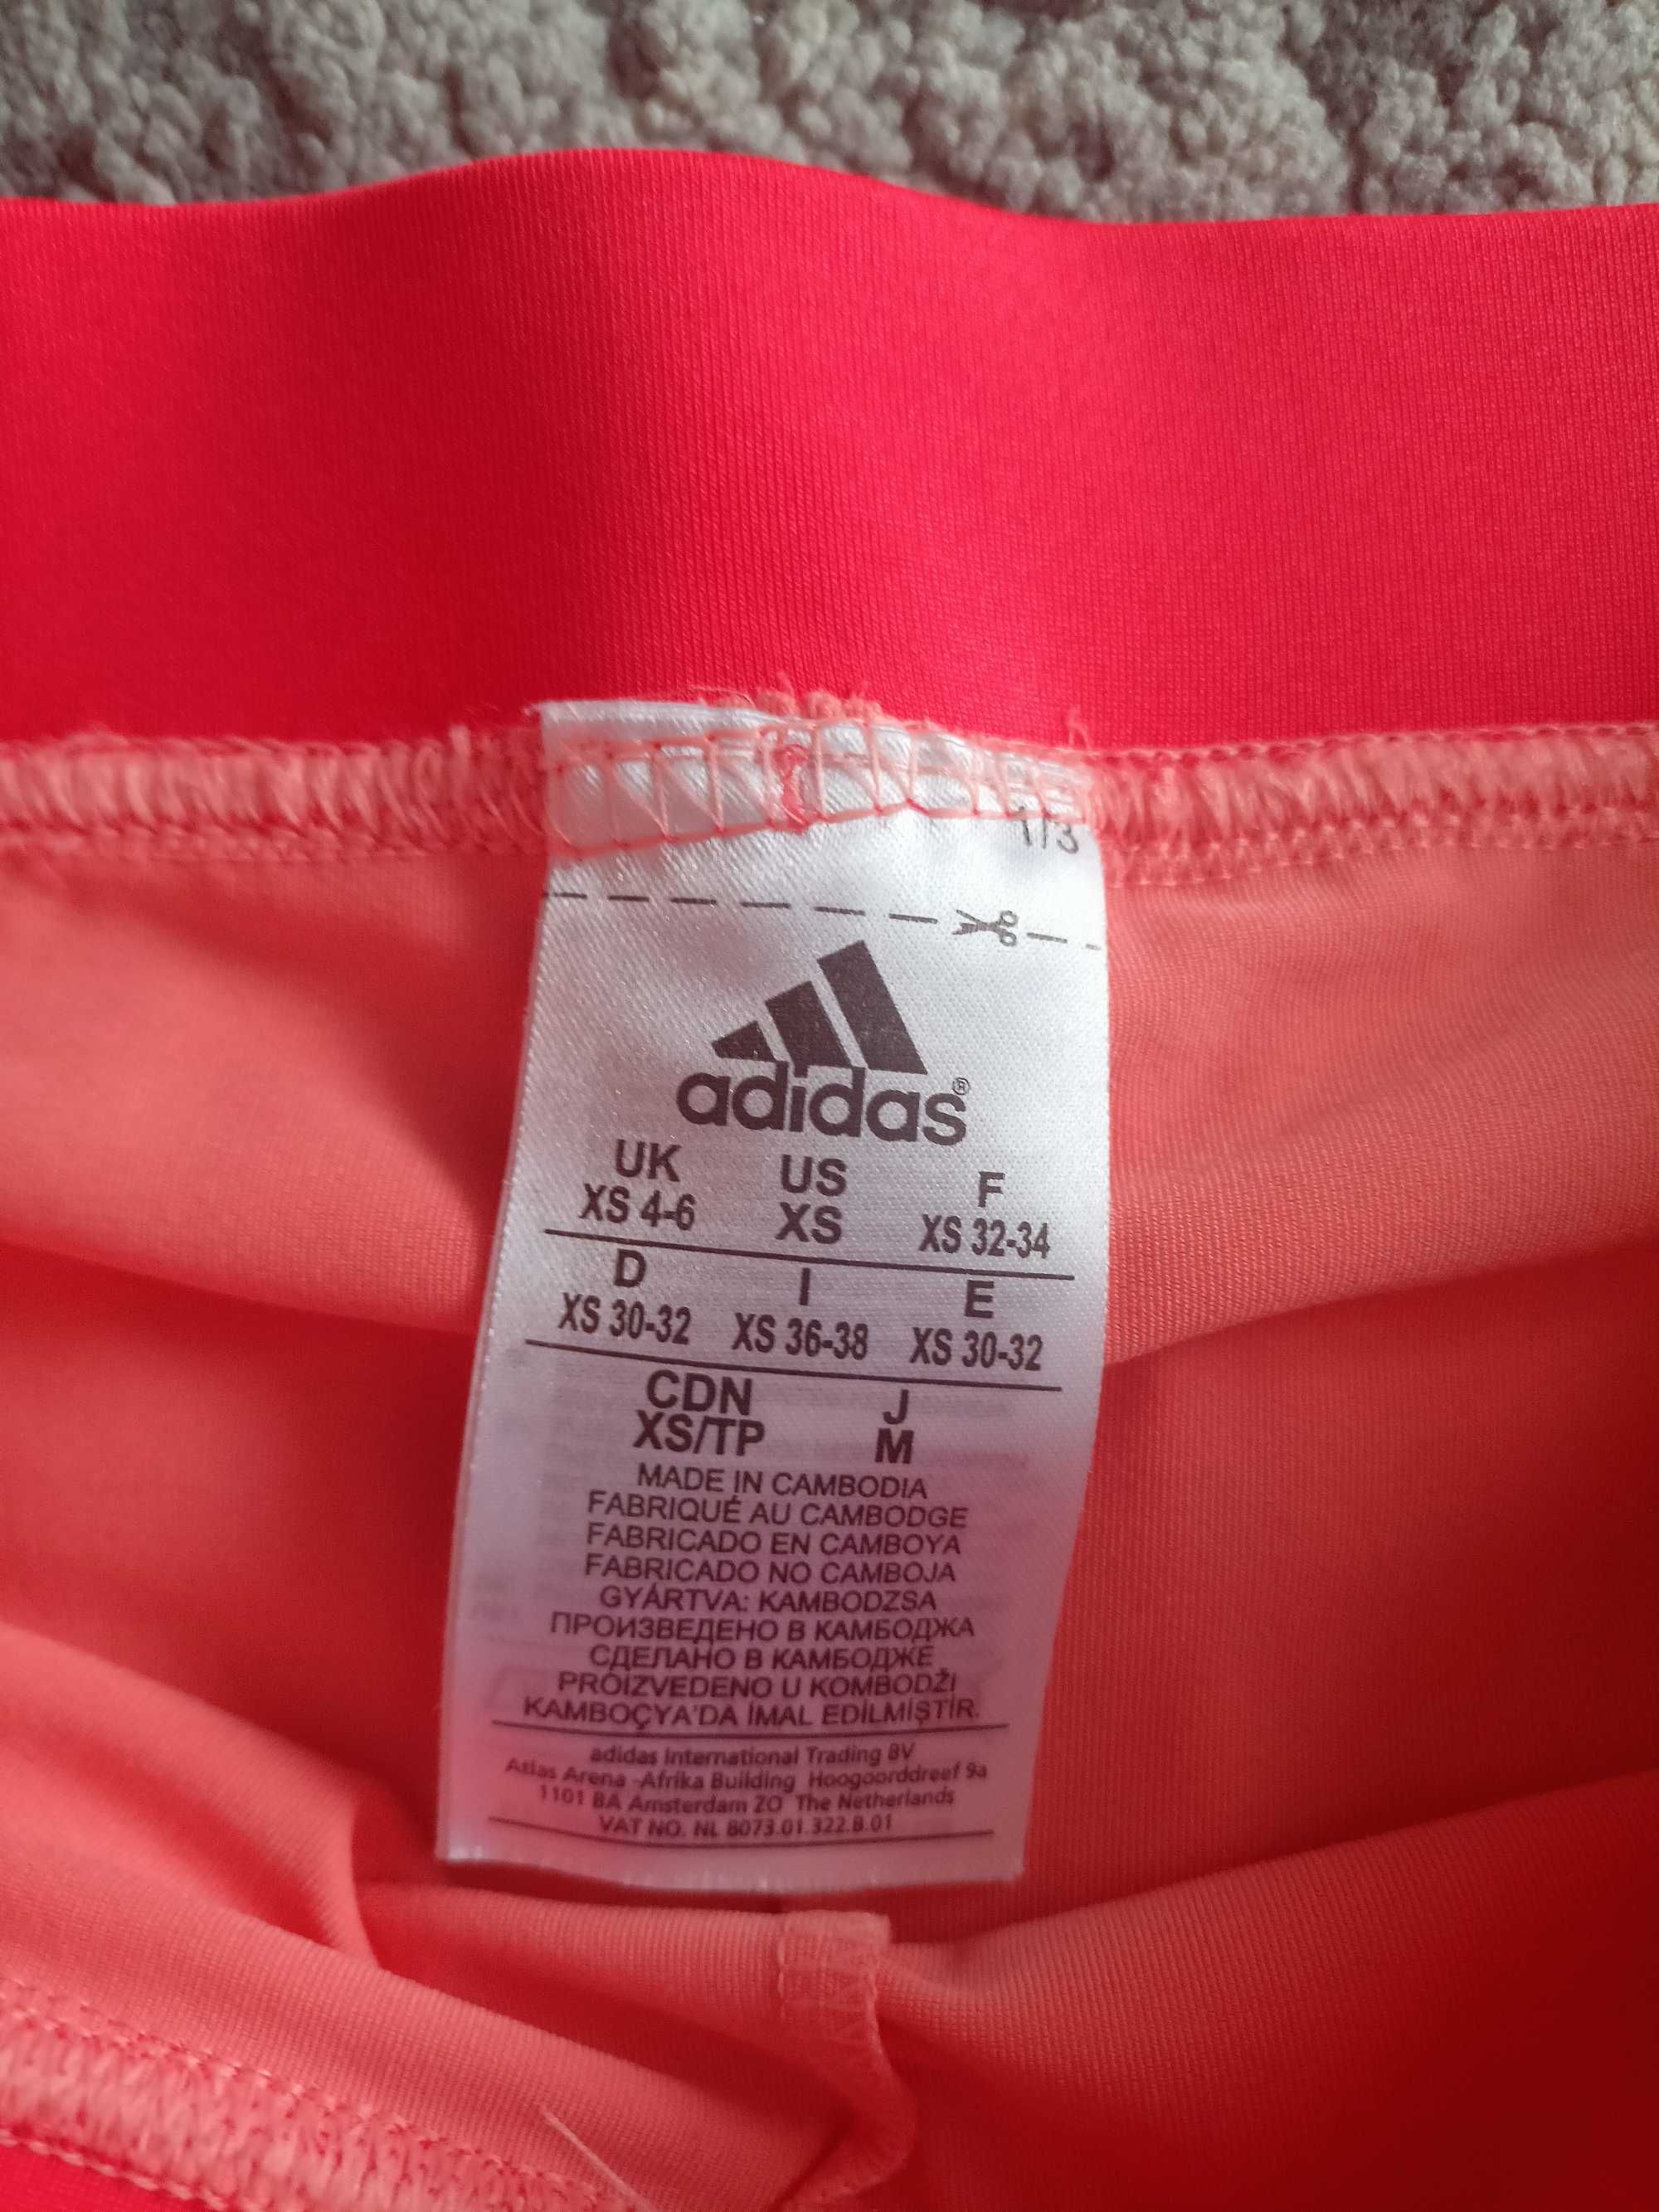 1/3
adidas®
UK US F
XS 4-6 XS XS 32-34
D I E
XS 30-32 XS 36-38 XS 30-32
CDN J
XS/TP M
MADE IN CAMBODIA
FABRIQUÉ AU CAMBODGE
FABRICADO EN CAMBOYA
FABRICADO NO CAMBOJA
GYÁRTVA: KAMBODZSA
ПРОИЗВЕДЕНО В КАМБОДЖА
СДЕЛАНО В КАМБОДЖЕ
PROIZVEDENO U KOMBODŽI
KAMBOÇYA'DA İMAL EDİLMİŞTİR.
adidas International Trading BV
Atlas Arena -Afrika Building Hoogoorddreef 9a
1101 BA Amsterdam ZO The Netherlands
VAT NO. NL 8073.01.322.B.01